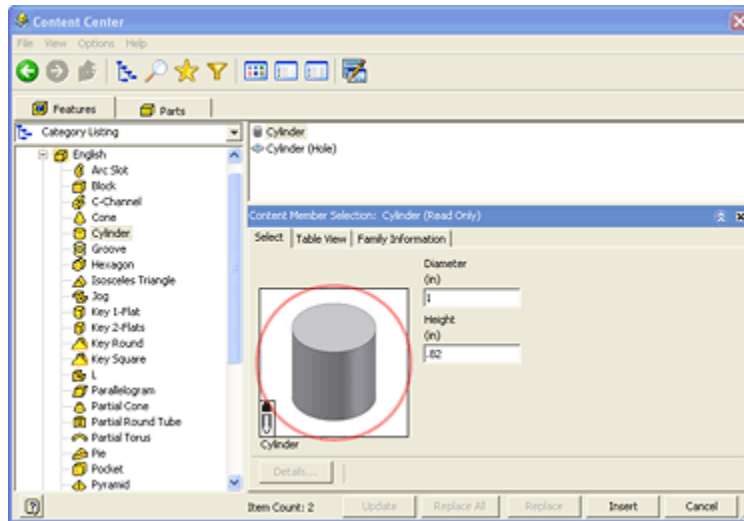 Content Center
File View Options Help
Features Parts
Category Listing
English
Arc Slot
Block
C-Channel
Cone
Cylinder
Groove
Hexagon
Isosceles Triangle
Jog
Key 1-Flat
Key 2-Flats
Key Round
Key Square
L
Parallelogram
Partial Cone
Partial Round Tube
Partial Torus
Pie
Pocket
Pyramid
Cylinder
Cylinder (Hole)
Content Member Selection: Cylinder (Read Only)
Select Table View Family Information
Diameter
(in)
1
Height
(in)
.82
Cylinder
Details...
Item Count: 2 Update Replace All Replace Insert Cancel